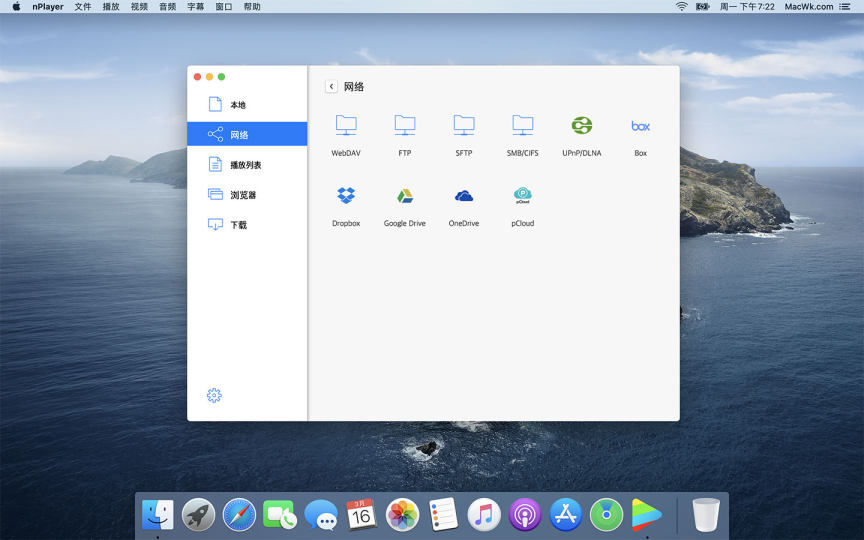 nPlayer 文件 播放 视频 音频 字幕 窗口 帮助 周一 下午7:22 MacWk.com
本地
网络
播放列表
浏览器
下载
网络
WebDAV FTP SFTP SMB/CIFS UPnP/DLNA box Box
pCloud
Dropbox Google Drive OneDrive pCloud
3月
16